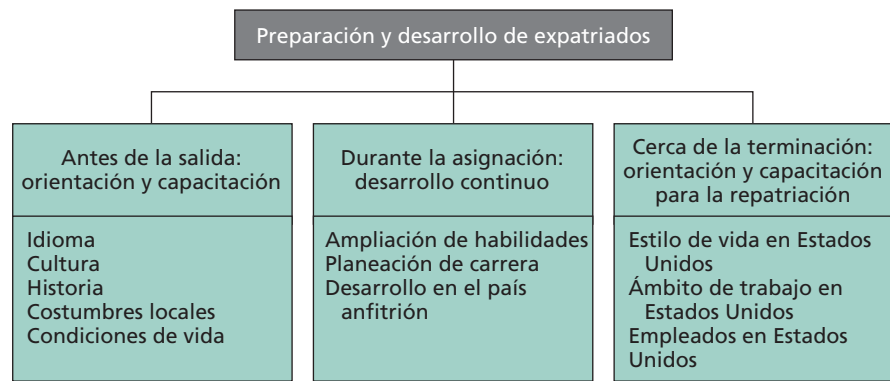 Preparación y desarrollo de expatriados
Antes de la salida:
orientación y capacitación
Idioma
Cultura
Historia
Costumbres locales
Condiciones de vida
Durante la asignación:
desarrollo continuo
Ampliación de habilidades
Planeación de carrera
Desarrollo en el país
anfitrión
Cerca de la terminación:
orientación y capacitación
para la repatriación
Estilo de vida en Estados
Unidos
Ámbito de trabajo en
Estados Unidos
Empleados en Estados
Unidos